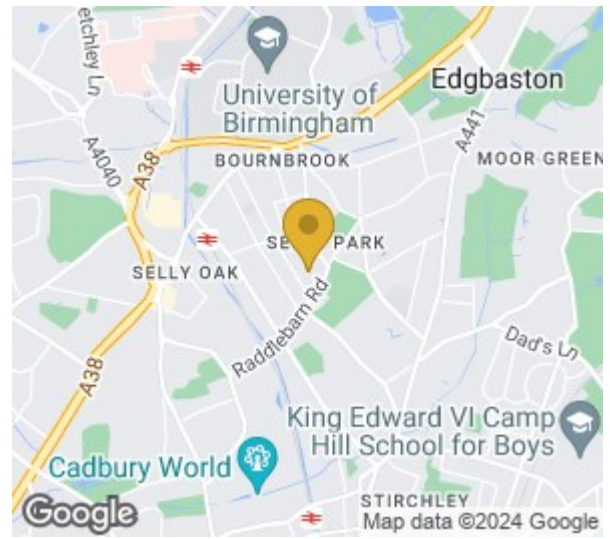 etchley Ln
A4040
A38
University of
Birmingham
Edgbaston
A441
BOURNBROOK
MOOR GREEN
SE
PARK
SELLY OAK
Raddlebarn Rd
Dad's Ln
A38
King Edward VI Camp
Hill School for Boys
Cadbury World
STIRCHLEY
Google
Map data ©2024 Google